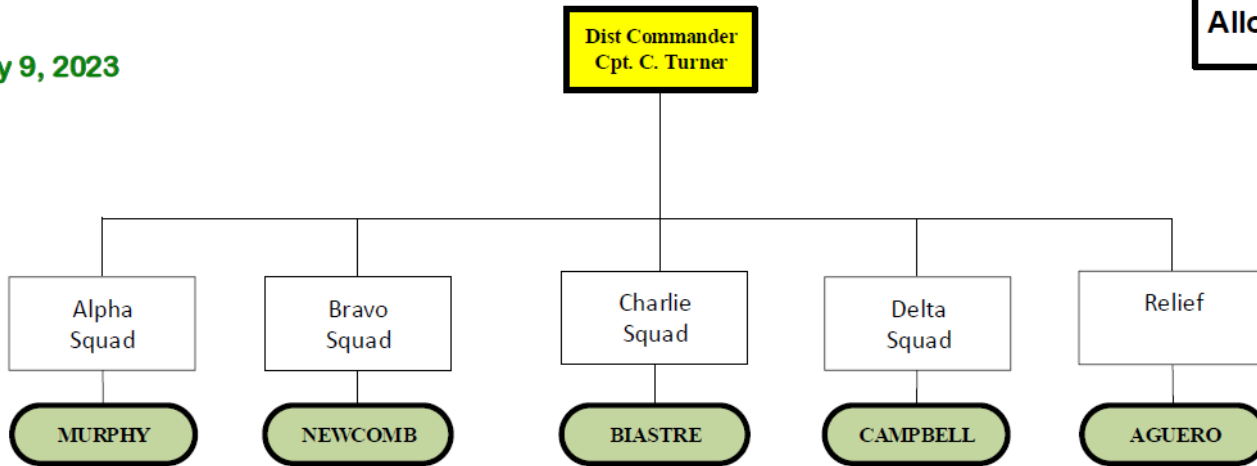 Dist Commander
Cpt. C. Turner
y 9, 2023
Alpha
Squad
Bravo
Squad
Charlie
Squad
Delta
Squad
Relief
MURPHY
NEWCOMB
BIASTRE
CAMPBELL
AGUERO